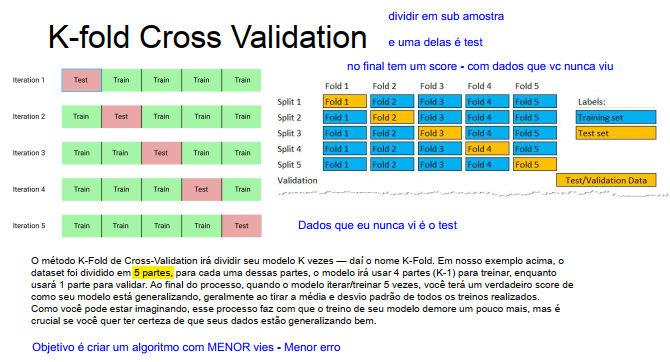 dividir em sub amostra
K-fold Cross Validation
e uma delas é test
no final tem um score - com dados que vc nunca viu
Iteration 1 Test Train Train Train Train
Iteration 2 Train Test Train Train Train
Iteration 3 Train Train Test Train Train
Iteration 4 Train Train Train Test Train
Iteration 5 Train Train Train Train Test
Fold 1 Fold 2 Fold 3 Fold 4 Fold 5
Split 1 Fold 1 Fold 2 Fold 3 Fold 4 Fold 5 Labels:
Split 2 Fold 1 Fold 2 Fold 3 Fold 4 Fold 5 Training set
Split 3 Fold 1 Fold 2 Fold 3 Fold 4 Fold 5 Test set
Split 4 Fold 1 Fold 2 Fold 3 Fold 4 Fold 5
Split 5 Fold 1 Fold 2 Fold 3 Fold 4 Fold 5
Validation Test/Validation Data
Dados que eu nunca vi é o test
O método K-Fold de Cross-Validation irá dividir seu modelo K vezes — daí o nome K-Fold. Em nosso exemplo acima, o
dataset foi dividido em 5 partes, para cada uma dessas partes, o modelo irá usar 4 partes (K-1) para treinar, enquanto
usará 1 parte para validar. Ao final do processo, quando o modelo iterar/treinar 5 vezes, você terá um verdadeiro score de
como seu modelo está generalizando, geralmente ao tirar a média e desvio padrão de todos os treinos realizados.
Como você pode estar imaginando, esse processo faz com que o treino de seu modelo demore um pouco mais, mas é
crucial se você quer ter certeza de que seus dados estão generalizando bem.
Objetivo é criar um algoritmo com MENOR vies - Menor erro